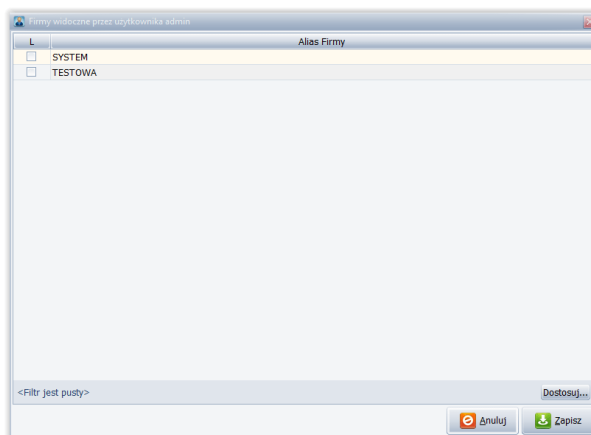 Firmy widoczne przez użytkownika admin
L Alias Firmy
SYSTEM
TESTOWA
<Filtr jest pusty>
Dostosuj...
Anuluj Zapisz